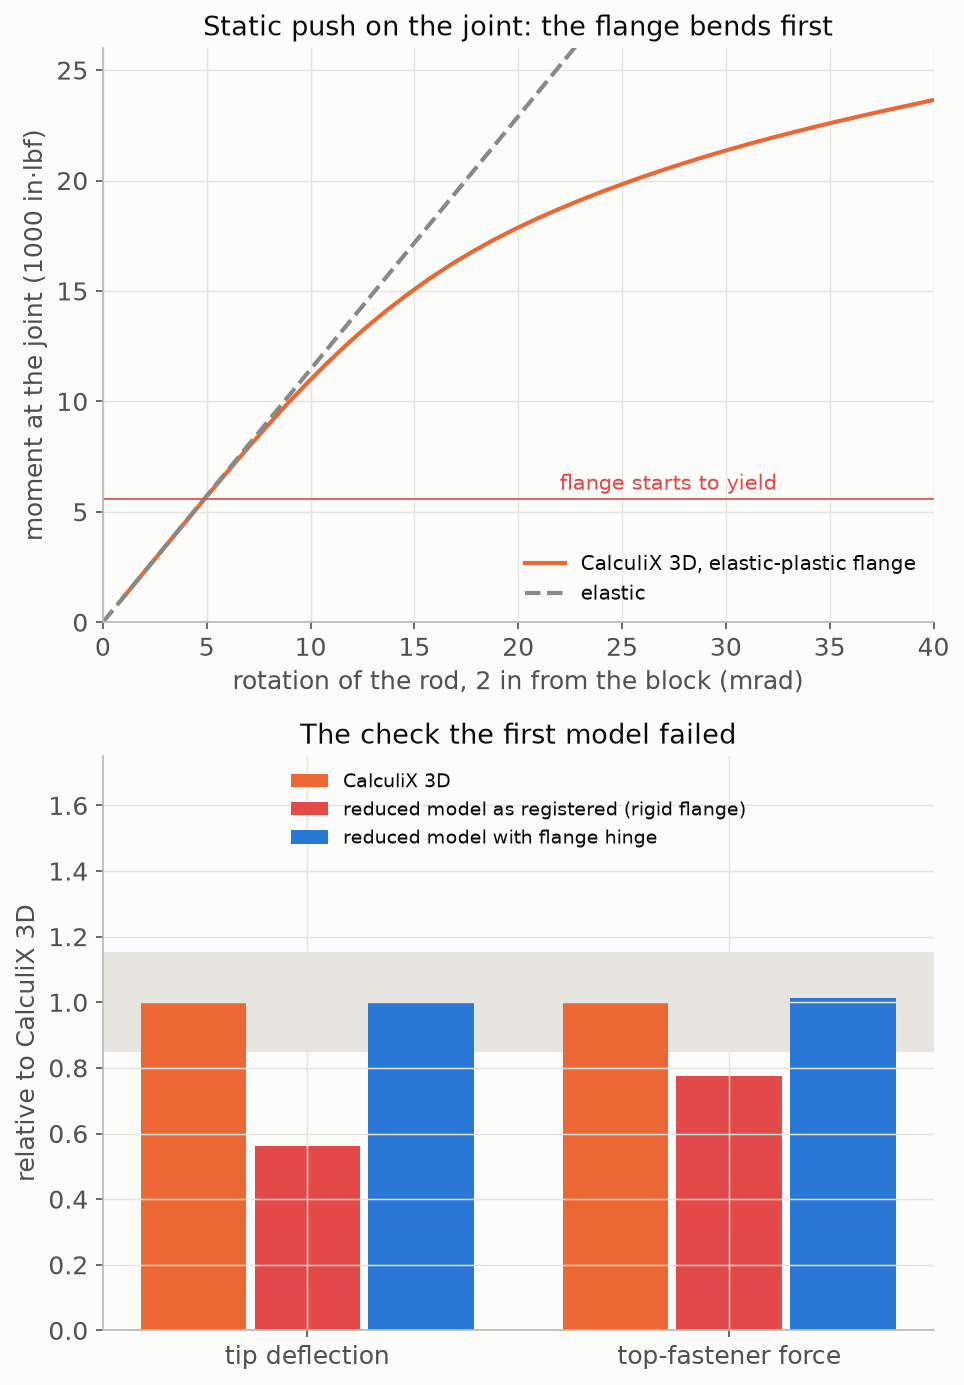 Static push on the joint: the flange bends first
moment at the joint (1000 in·lbf)
25
20
15
10
5
0
flange starts to yield
CalculiX 3D, elastic-plastic flange
elastic
0 5 10 15 20 25 30 35 40
rotation of the rod, 2 in from the block (mrad)
The check the first model failed
relative to CalculiX 3D
CalculiX 3D
reduced model as registered (rigid flange)
reduced model with flange hinge
1.6
1.4
1.2
1.0
0.8
0.6
0.4
0.2
0.0
tip deflection top-fastener force